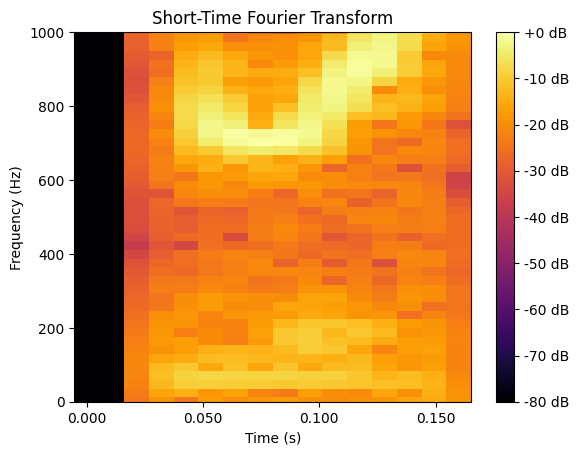 Short-Time Fourier Transform
1000
800
600
400
200
0
Frequency (Hz)
0.000
0.050
0.100
0.150
Time (s)
+0 dB
-10 dB
-20 dB
-30 dB
-40 dB
-50 dB
-60 dB
-70 dB
-80 dB